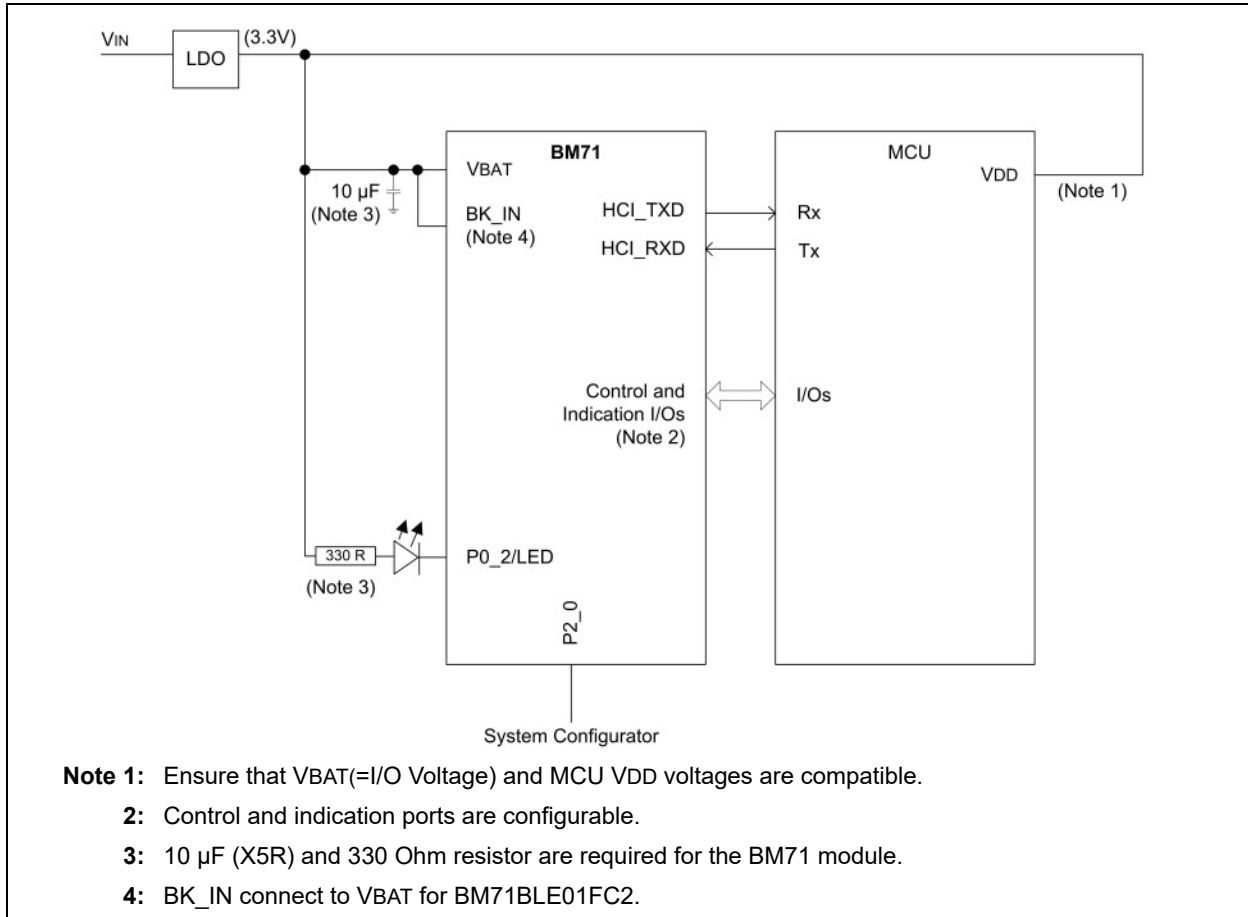 VIN
LDO
(3.3V)
BM71
MCU
VBAT
VDD
(Note 1)
10 µF
(Note 3)
BK_IN
(Note 4)
HCI_TXD
Rx
HCI_RXD
Tx
Control and
Indication I/Os
(Note 2)
I/Os
330 R
(Note 3)
P0_2/LED
P2_0
System Configurator
Note 1: Ensure that VBAT(=I/O Voltage) and MCU VDD voltages are compatible.
2: Control and indication ports are configurable.
3: 10 µF (X5R) and 330 Ohm resistor are required for the BM71 module.
4: BK_IN connect to VBAT for BM71BLE01FC2.